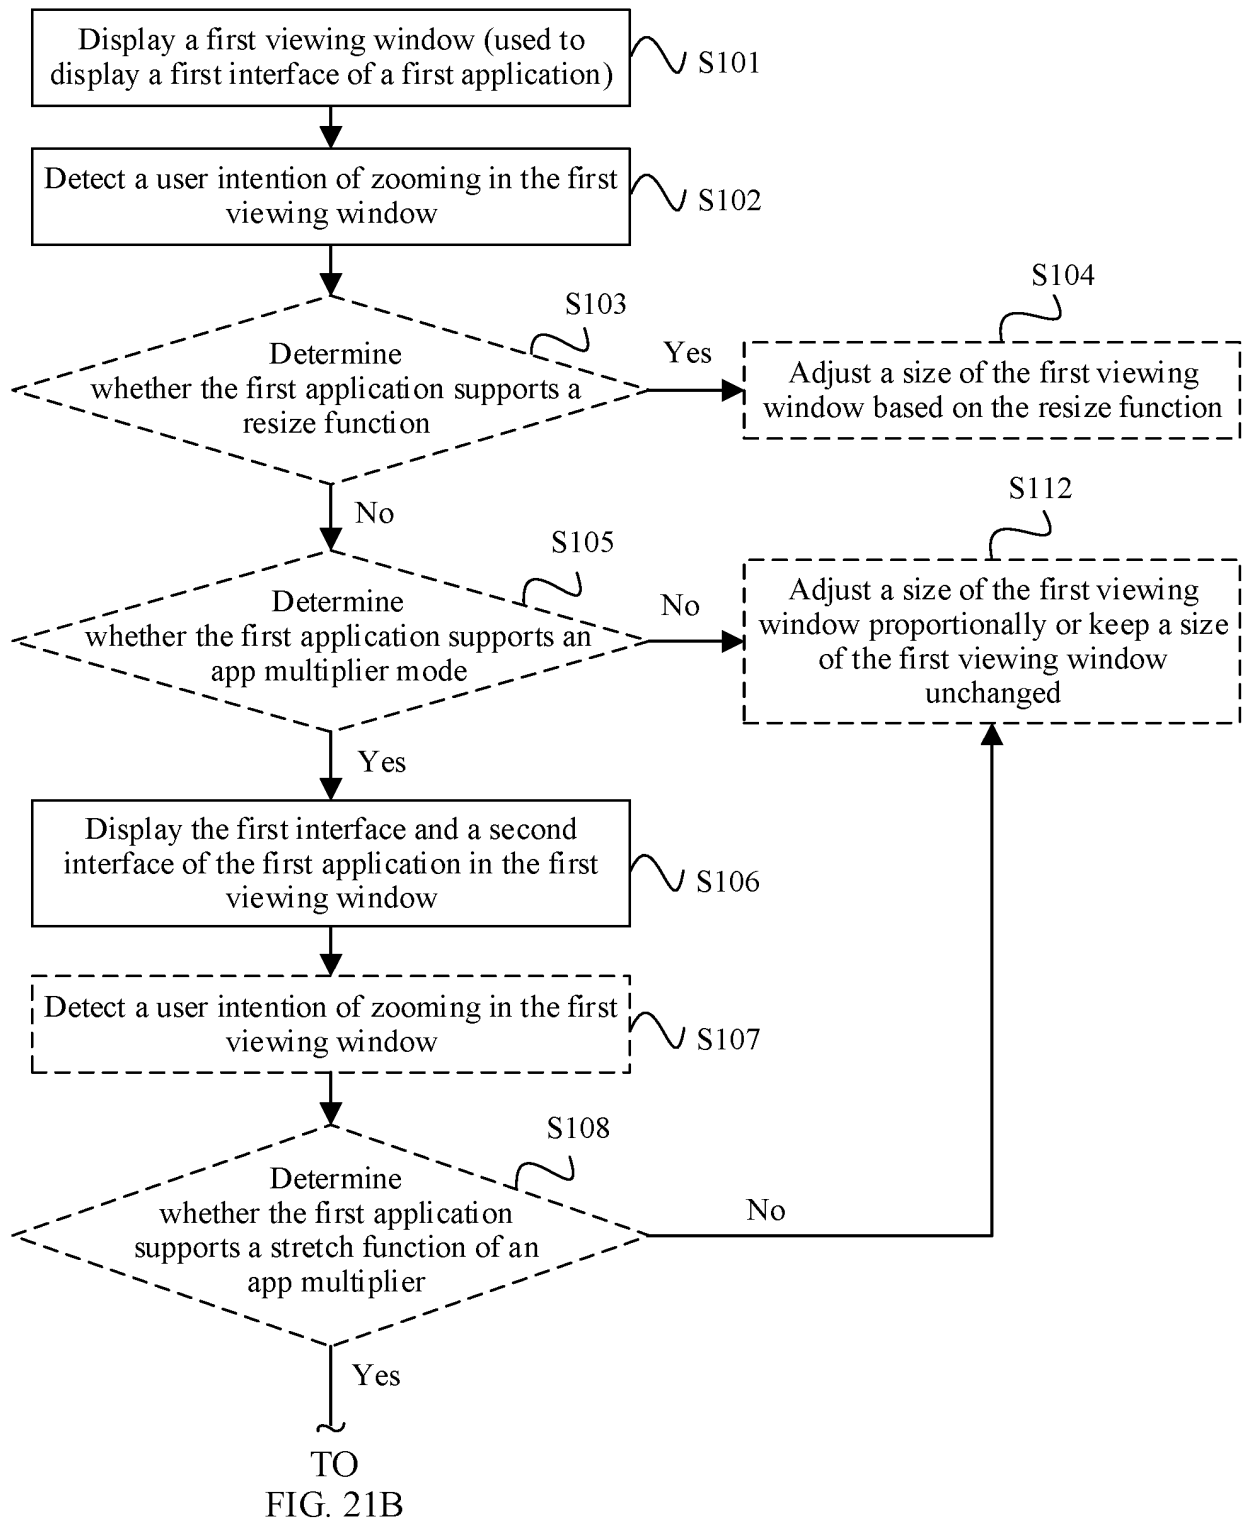 Display a first viewing window (used to
display a first interface of a first application)
S101
Detect a user intention of zooming in the first
viewing window
S102
S103
Determine
whether the first application supports a
resize function
Yes
S104
Adjust a size of the first viewing
window based on the resize function
No
S105
Determine
whether the first application supports an
app multiplier mode
No
S112
Adjust a size of the first viewing
window proportionally or keep a size
of the first viewing window
unchanged
Yes
Display the first interface and a second
interface of the first application in the first
viewing window
S106
Detect a user intention of zooming in the first
viewing window
S107
S108
Determine
whether the first application
supports a stretch function of an
app multiplier
No
Yes
TO
FIG. 21B